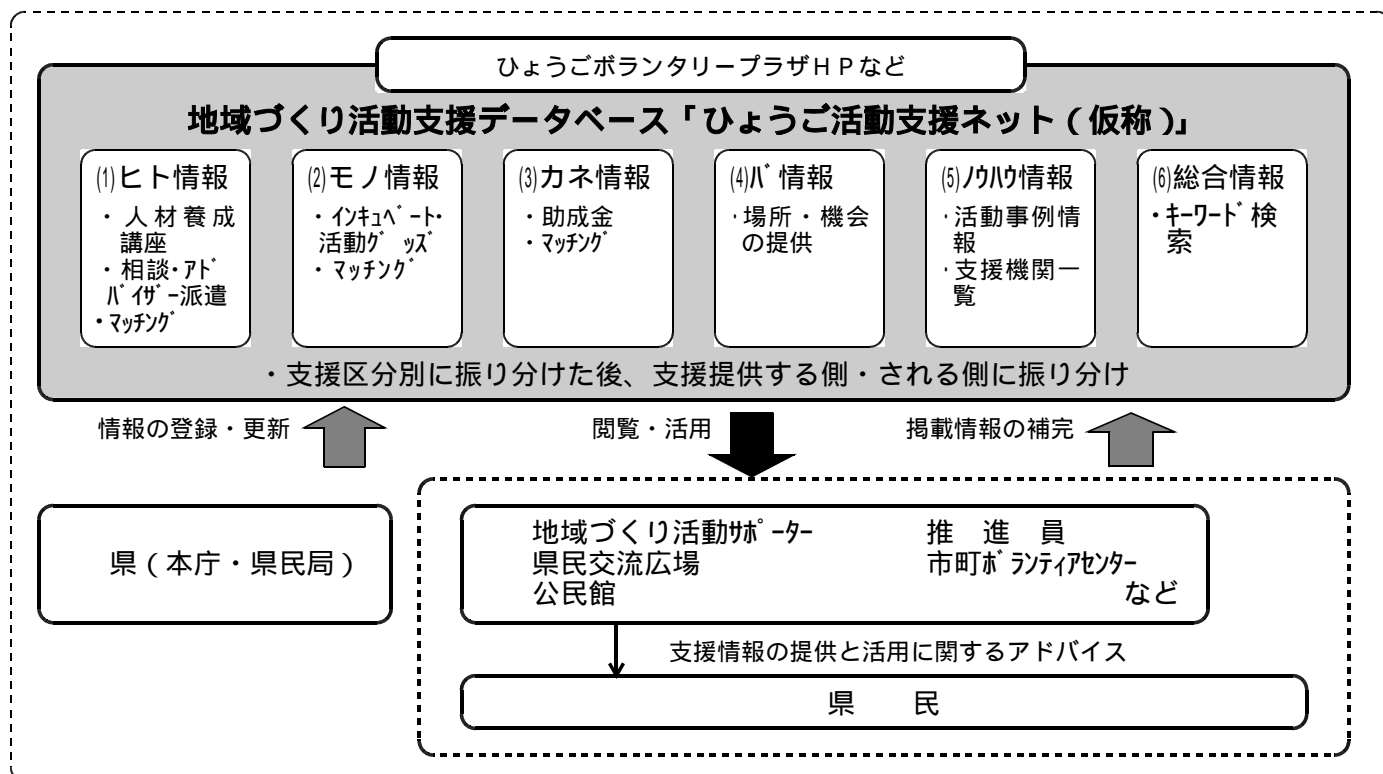 ひょうごボランタリープラザＨＰなど
地域づくり活動支援データベース「ひょうご活動支援ネット（仮称）」
(1)ヒト情報
・人材養成
講座
・相談・ｱﾄﾞ
ﾊﾞｲｻﾞｰ派遣
・ﾏｯﾁﾝｸﾞ
(2)モノ情報
・ｲﾝｷｭﾍﾞｰﾄ・
活動ｸﾞｯｽﾞ
・ﾏｯﾁﾝｸﾞ
(3)カネ情報
・助成金
・ﾏｯﾁﾝｸﾞ
(4)ﾊﾞ情報
・場所・機会
の提供
(5)ﾉｳﾊｳ情報
・活動事例情
報
・支援機関一
覧
(6)総合情報
・ｷｰﾜｰﾄﾞ検
索
・支援区分別に振り分けた後、支援提供する側・される側に振り分け
情報の登録・更新
閲覧・活用
掲載情報の補完
県（本庁・県民局）
地域づくり活動ｻﾎﾟｰﾀｰ　推　進　員
県民交流広場　市町ﾎﾞﾗﾝﾃｨｱｾﾝﾀｰ
公民館　など
支援情報の提供と活用に関するアドバイス
県　民